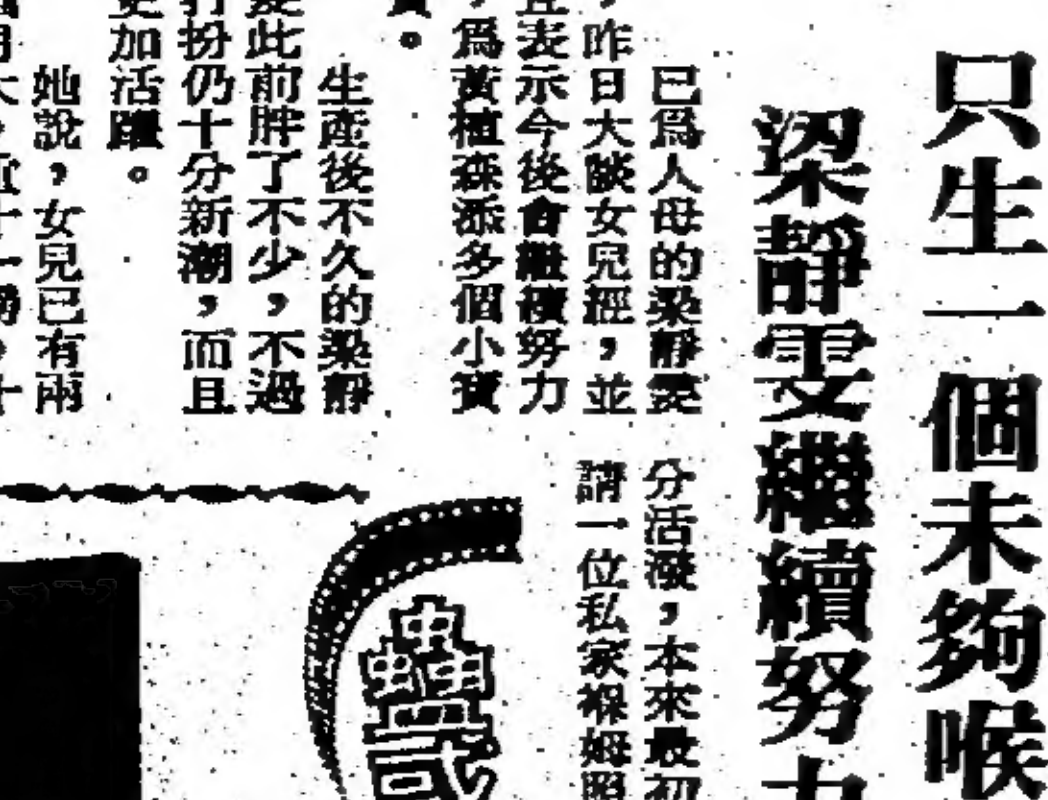 只生一個未夠喉
梁靜雯繼續努力
已爲人母的梁靜雯
，昨日大談女兒經，並
且表示今後會繼續努力
，爲黃植森添多個小寶
寶。
生產後不久的梁靜
雯此前胖了不少，不過
打扮仍十分新潮，而且
更加活躍。
她說，女兒已有兩
分活潑，本來最初
請一位私家褓姆照
蠱惑